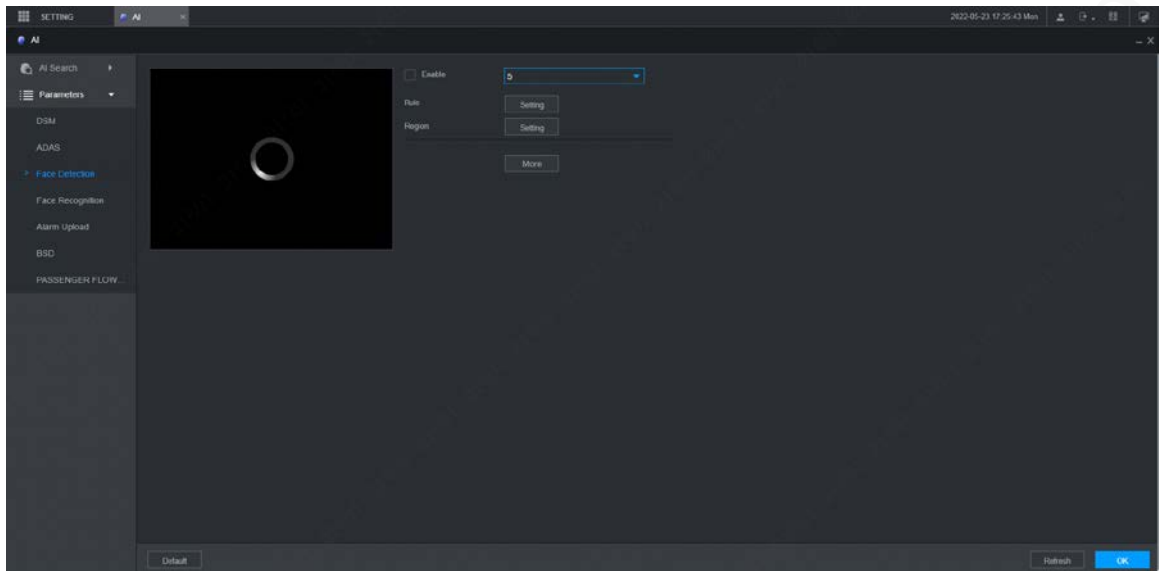 SETTING AI × 2022-05-23 17:25:43 Mon
AI
AI Search
Parameters
DSM
ADAS
Face Detection
Face Recognition
Alarm Upload
BSD
PASSENGER FLOW...
Enable 5
Rule Setting
Region Setting
More
Default Refresh OK